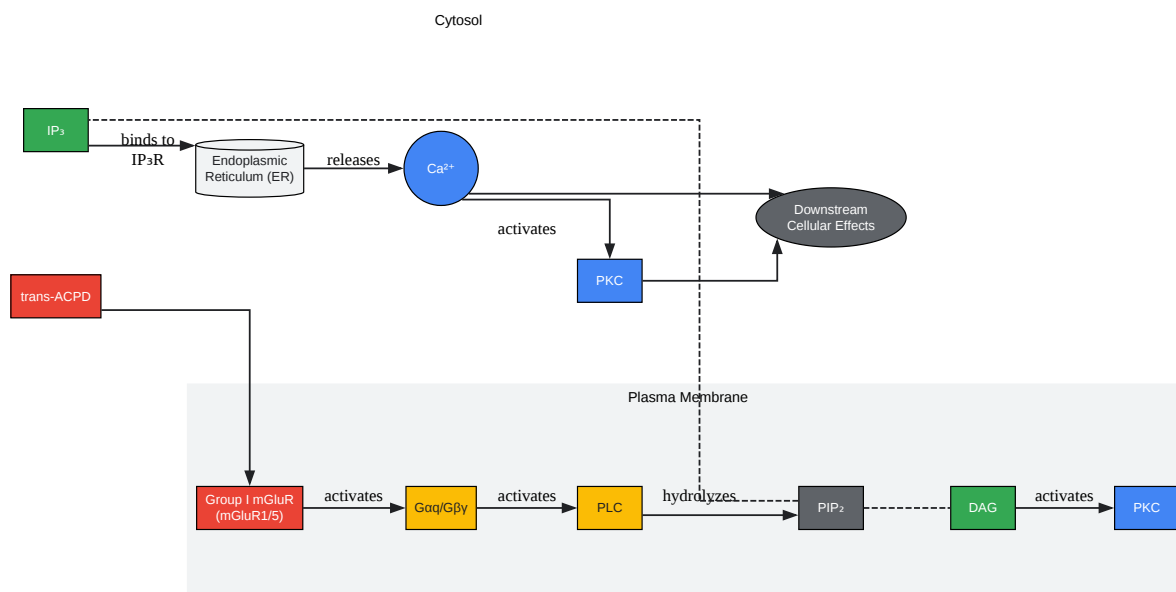 Cytosol
IP₃
binds to
IP₃R
Endoplasmic
Reticulum (ER)
releases
Ca²⁺
activates
Downstream
Cellular Effects
PKC
trans-ACPD
Plasma Membrane
Group I mGluR
(mGluR1/5)
activates
Gαq/Gβγ
activates
PLC
hydrolyzes
PIP₂
DAG
activates
PKC